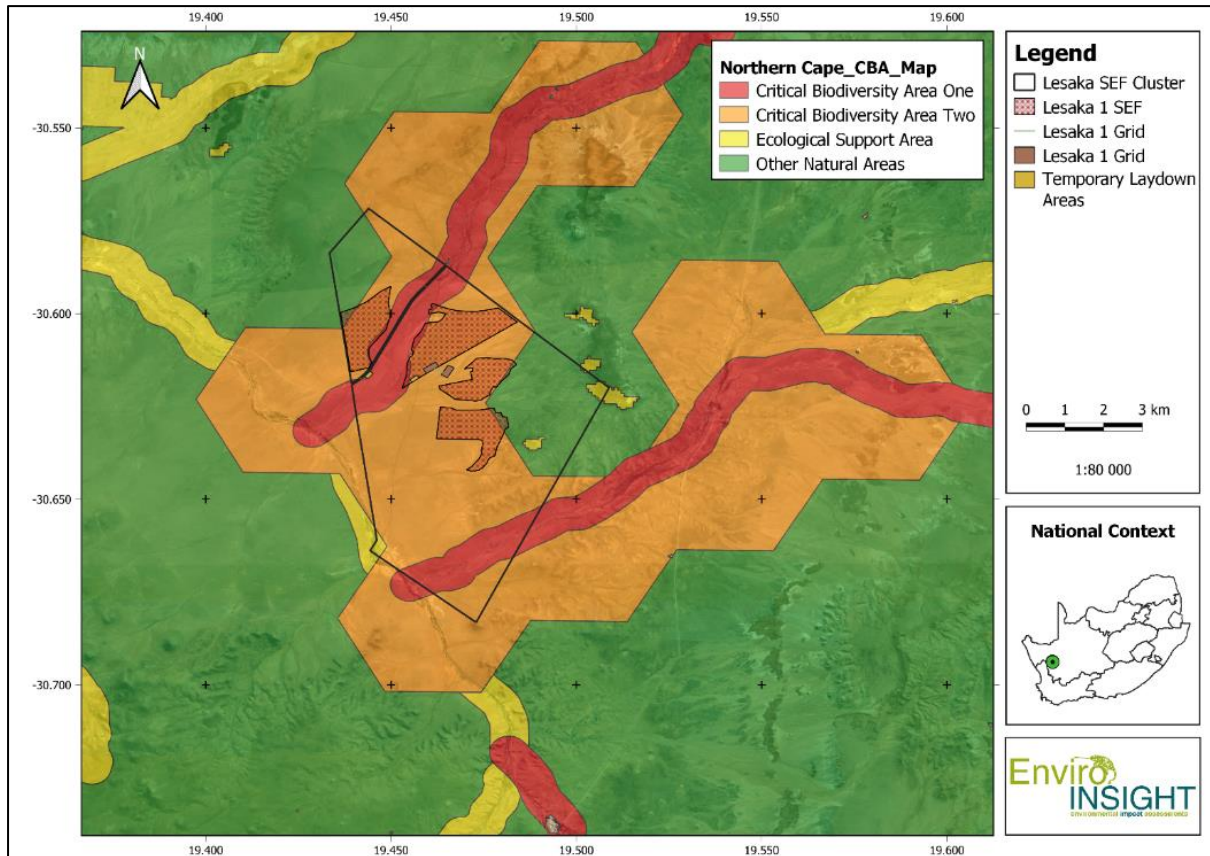 19.400 19.450 19.500 19.550 19.600
N
-30.550
-30.600
-30.650
-30.700
Northern Cape_CBA_Map
Critical Biodiversity Area One
Critical Biodiversity Area Two
Ecological Support Area
Other Natural Areas
19.400 19.450 19.500 19.550 19.600
Legend
Lesaka SEF Cluster
Lesaka 1 SEF
Lesaka 1 Grid
Lesaka 1 Grid
Temporary Laydown
Areas
0 1 2 3 km
1:80 000
National Context
Enviro
INSIGHT
environmental impact assessments